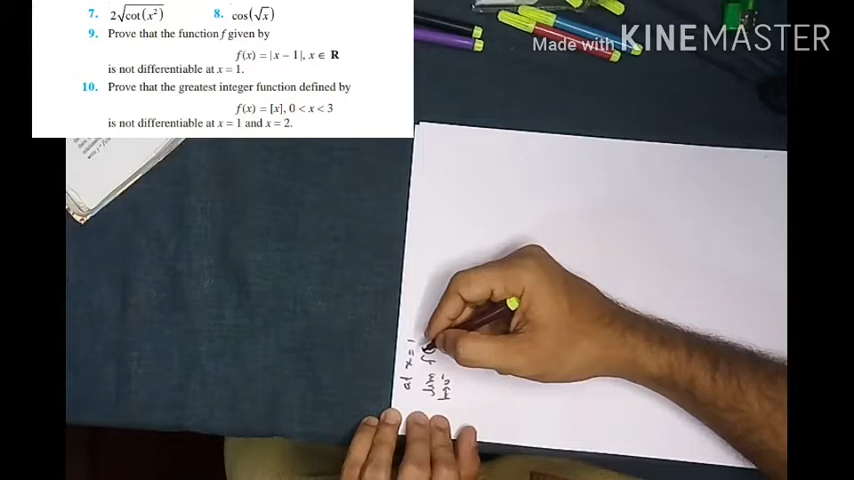 7. 2√cot(x²) 8. cos(√x)
9. Prove that the function f given by
f(x) = |x – 1|, x ∈ R
is not differentiable at x = 1.
10. Prove that the greatest integer function defined by
f(x) = [x], 0 < x < 3
is not differentiable at x = 1 and x = 2.
Made with KINEMASTER
at x = 1
lim f(
h→0⁻